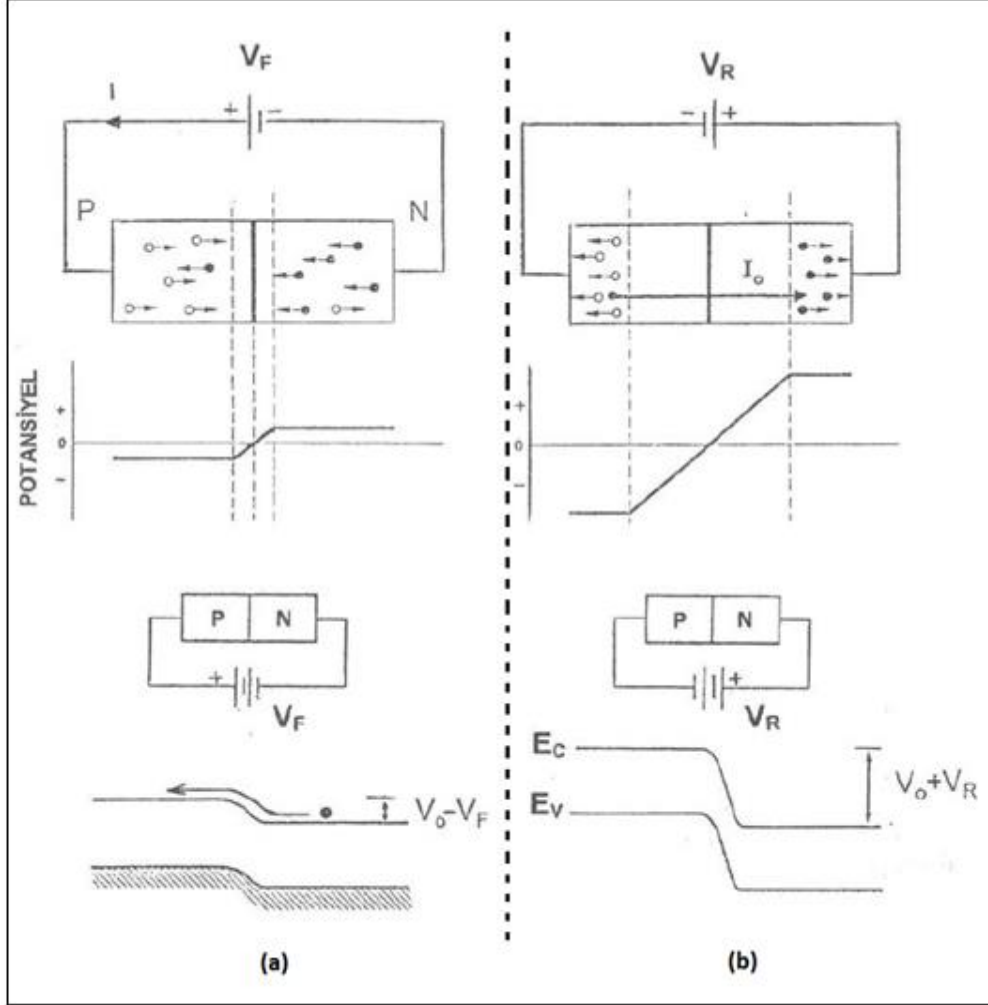 V_F
I
+ -
P N
POTANSİYEL
+
0
-
P N
+
V_F
V_o-V_F
(a)
V_R
- +
I_o
+
0
-
P N
+
V_R
E_C
E_V
V_o+V_R
(b)